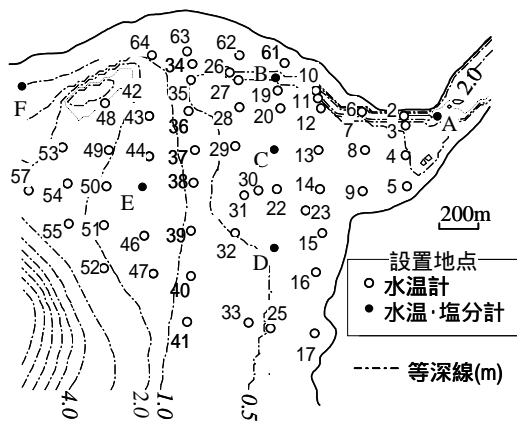 63 62 61
64 34 26 B 10 2.0
F 42 35 27 19 11 6 2 A
48 43 36 28 20 12 7 3
53 49 44 37 29 C 13 8 4
57 54 50 E 38 30 22 14 9 5
31 23 200m
55 51 46 39 32 D 15
52 47 40 16
41 33 25 17
4.0 2.0 1.0 0.5
設置地点
水温計
水温・塩分計
等深線(m)